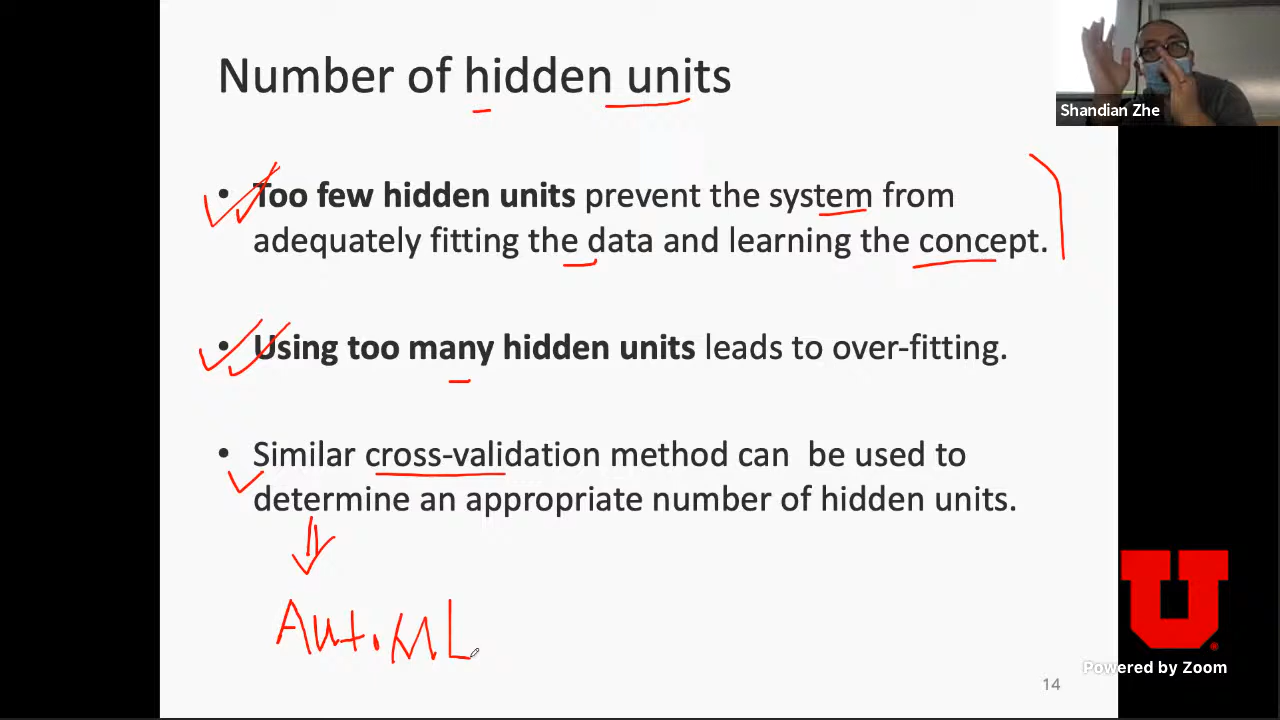 Number of hidden units
Shandian Zhe
• Too few hidden units prevent the system from
adequately fitting the data and learning the concept.
• Using too many hidden units leads to over-fitting.
• Similar cross-validation method can be used to
determine an appropriate number of hidden units.
Aut.ML
U
Powered by Zoom
14